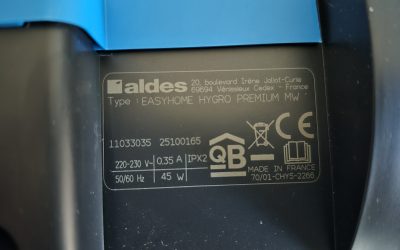 aldes
20, boulevard Irène Joliot-Curie
69694 Vénissieux Cedex - France
Type : EASYHOME HYGRO PREMIUM MW
11033035 25100165
220-230 V~ 0.35 A IPX2
50/60 Hz 45 W
QB
CE
MADE IN FRANCE
70/01-CHYS-2266